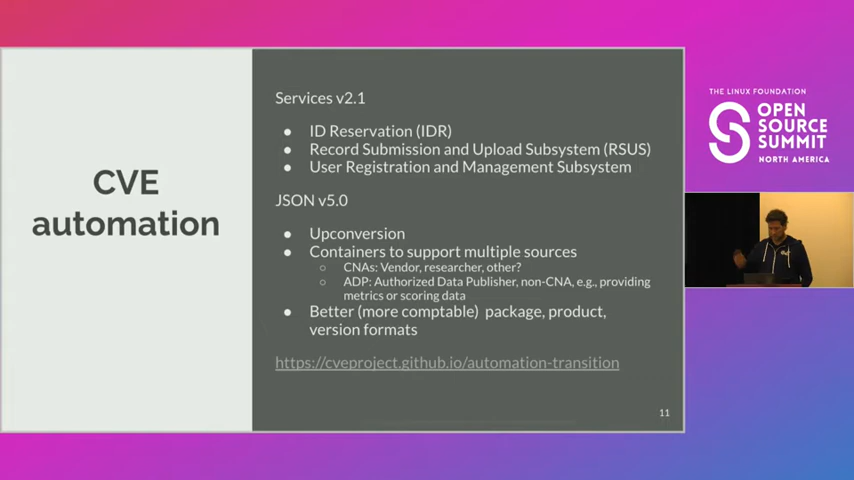 CVE
automation
Services v2.1
● ID Reservation (IDR)
● Record Submission and Upload Subsystem (RSUS)
● User Registration and Management Subsystem
JSON v5.0
● Upconversion
● Containers to support multiple sources
○ CNAs: Vendor, researcher, other?
○ ADP: Authorized Data Publisher, non-CNA, e.g., providing
metrics or scoring data
● Better (more comptable) package, product,
version formats
https://cveproject.github.io/automation-transition
11
THE LINUX FOUNDATION
OPEN
SOURCE
SUMMIT
NORTH AMERICA